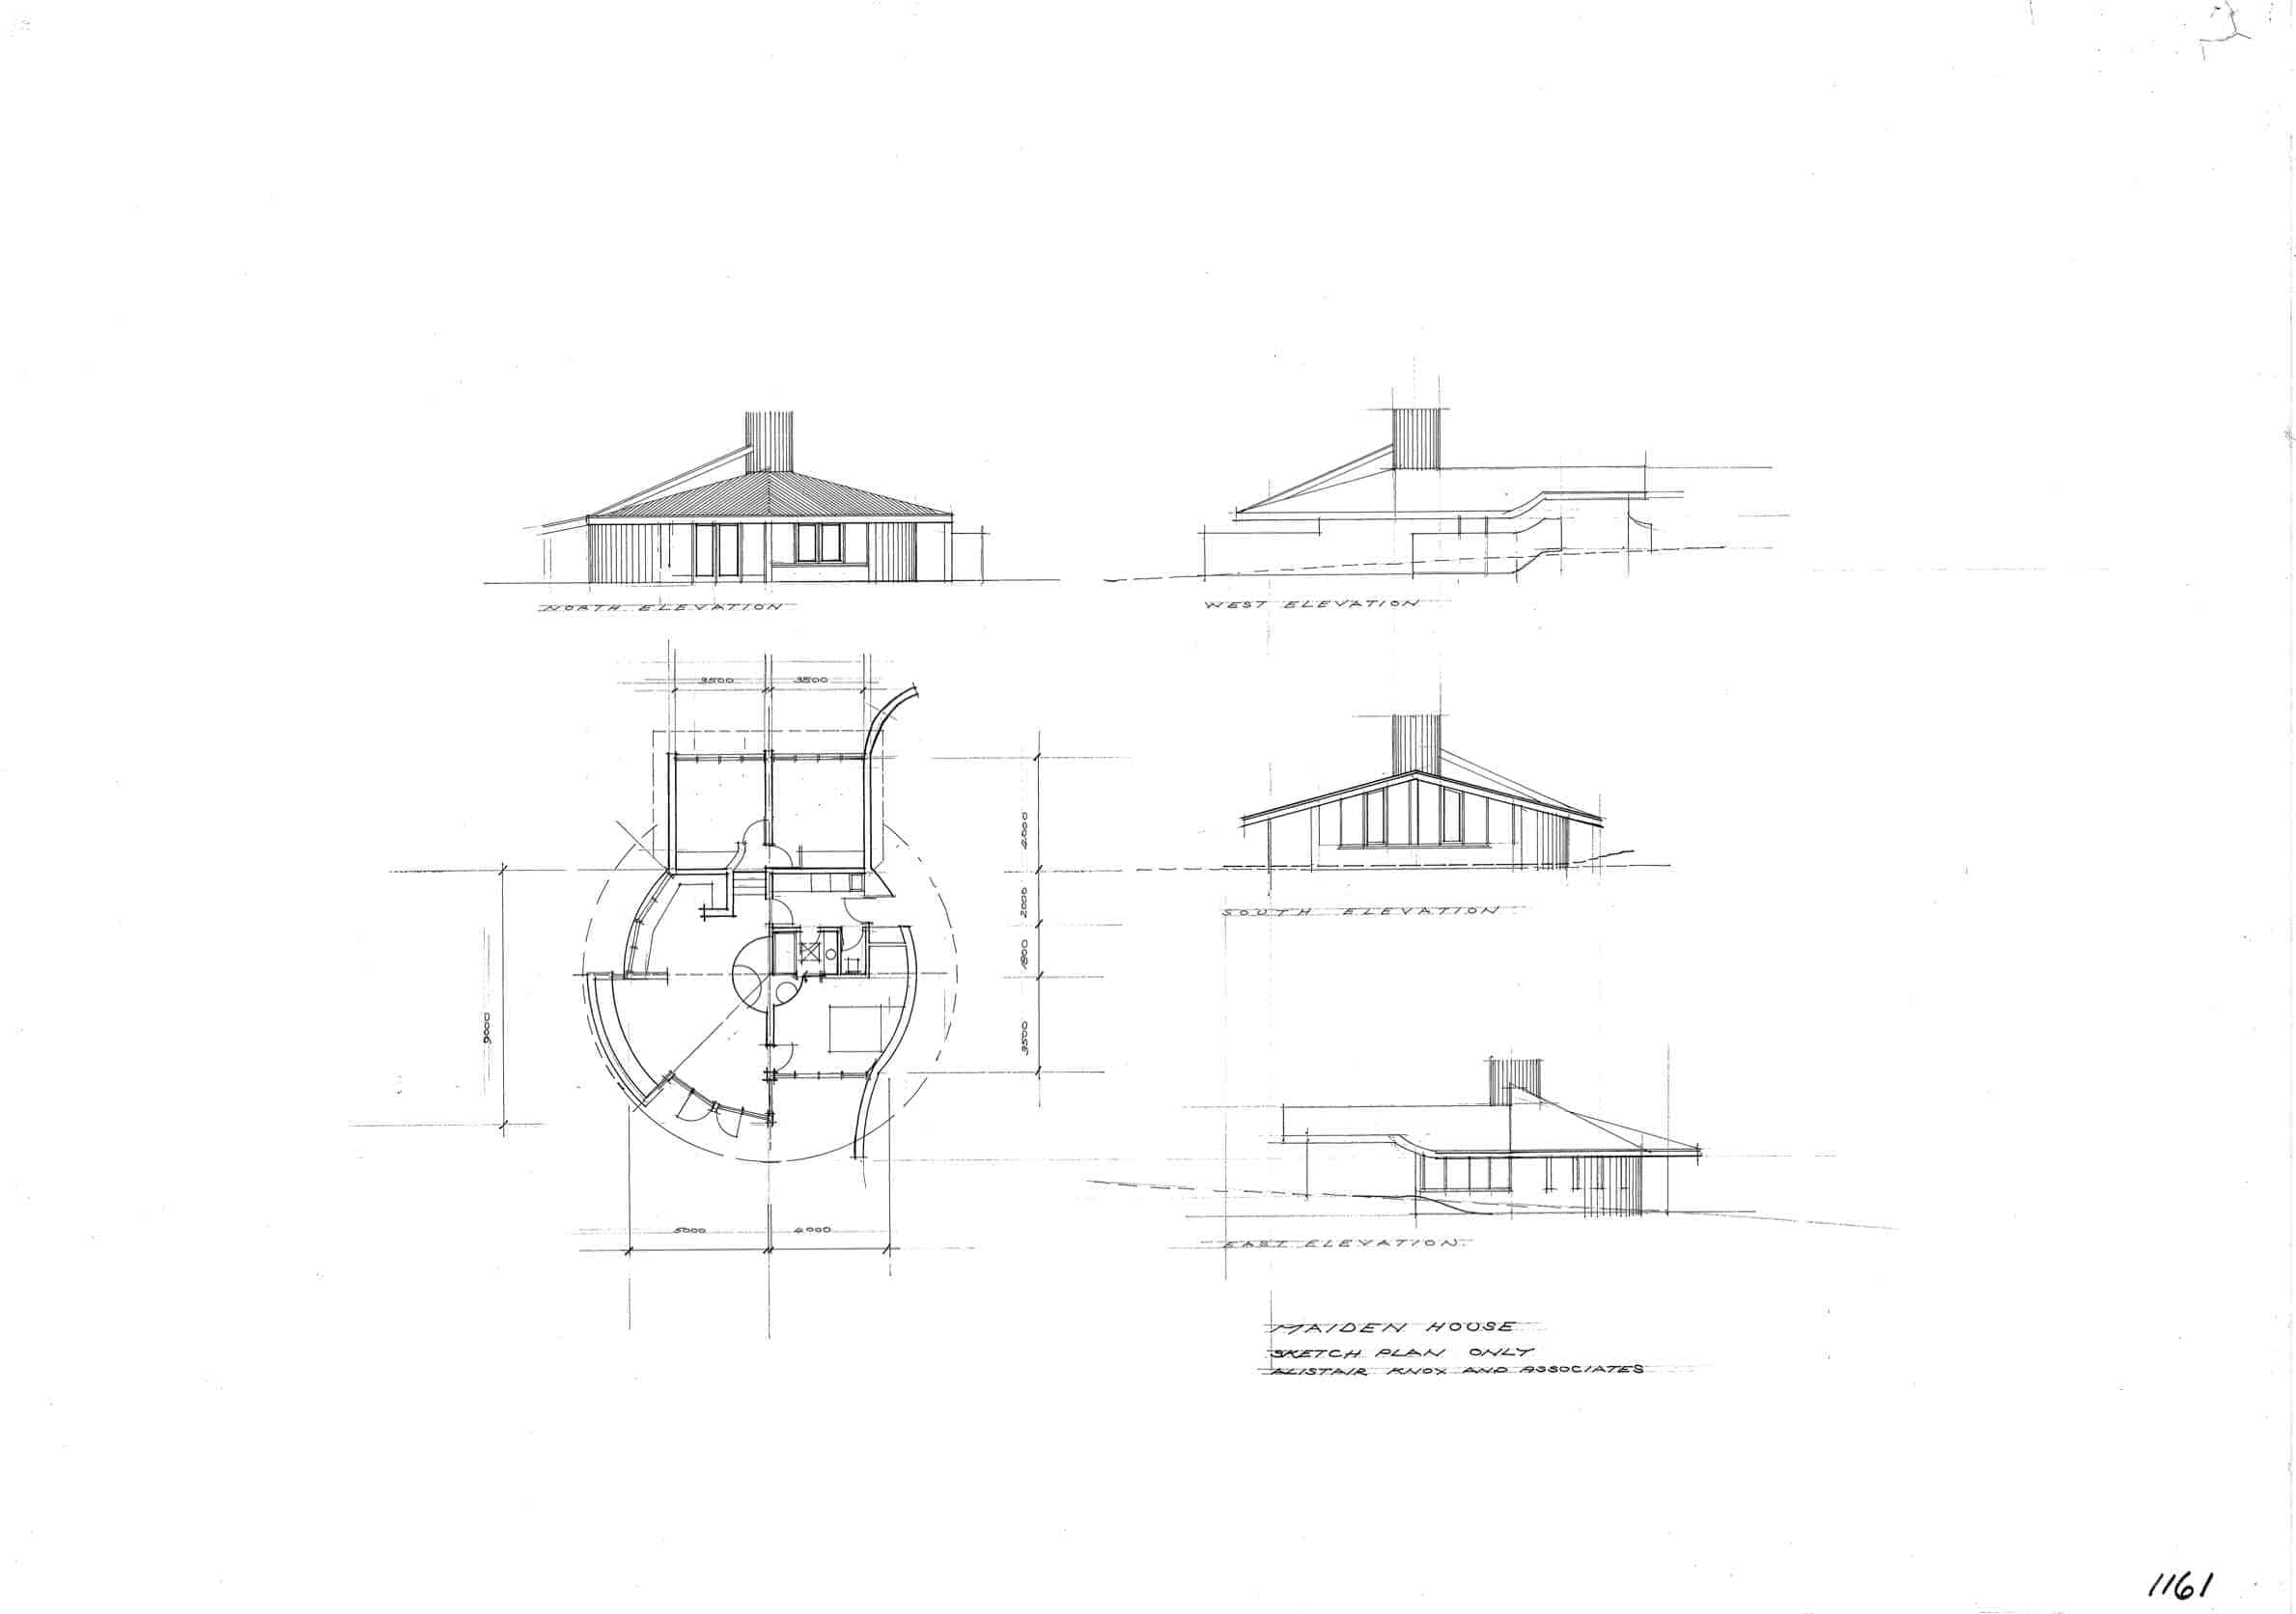 NORTH ELEVATION
WEST ELEVATION
3500 3500
4000
2000
1800
3500
9000
5000 4000
SOUTH ELEVATION
EAST ELEVATION
MAIDEN HOUSE
SKETCH PLAN ONLY
ALISTAIR KNOX AND ASSOCIATES
1161